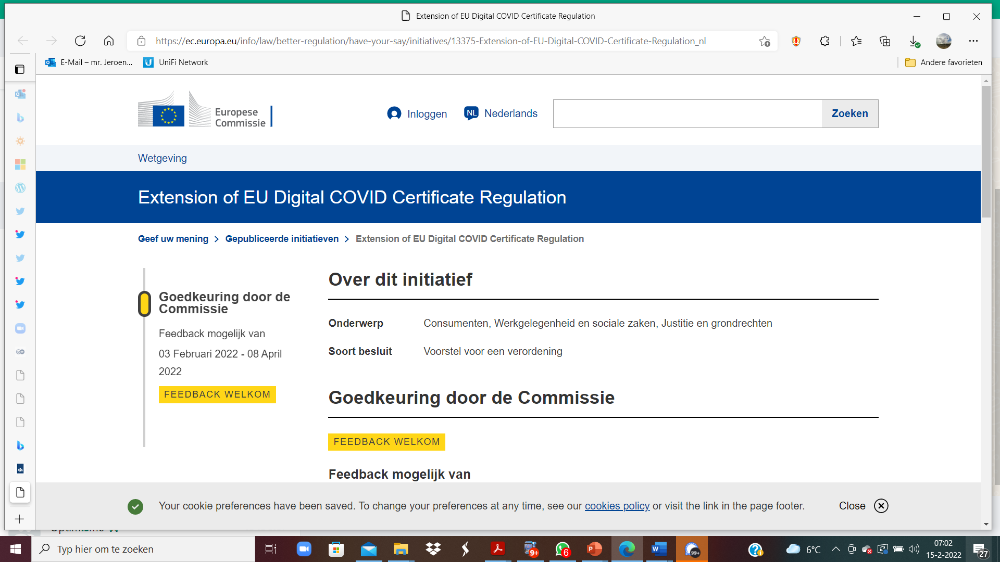 Extension of EU Digital COVID Certificate Regulation
https://ec.europa.eu/info/law/better-regulation/have-your-say/initiatives/13375-Extension-of-EU-Digital-COVID-Certificate-Regulation_nl
E-Mail – mr. Jeroen...
UniFi Network
Andere favorieten
Europese
Commissie
Inloggen
NL
Nederlands
Zoeken
Wetgeving
Extension of EU Digital COVID Certificate Regulation
Geef uw mening > Gepubliceerde initiatieven > Extension of EU Digital COVID Certificate Regulation
Goedkeuring door de
Commissie
Feedback mogelijk van
03 Februari 2022 - 08 April
2022
FEEDBACK WELKOM
Over dit initiatief
Onderwerp
Consumenten, Werkgelegenheid en sociale zaken, Justitie en grondrechten
Soort besluit
Voorstel voor een verordening
Goedkeuring door de Commissie
FEEDBACK WELKOM
Feedback mogelijk van
Your cookie preferences have been saved. To change your preferences at any time, see our cookies policy or visit the link in the page footer.
Close
Typ hier om te zoeken
9+
6
99+
6°C
07:02
15-2-2022
27